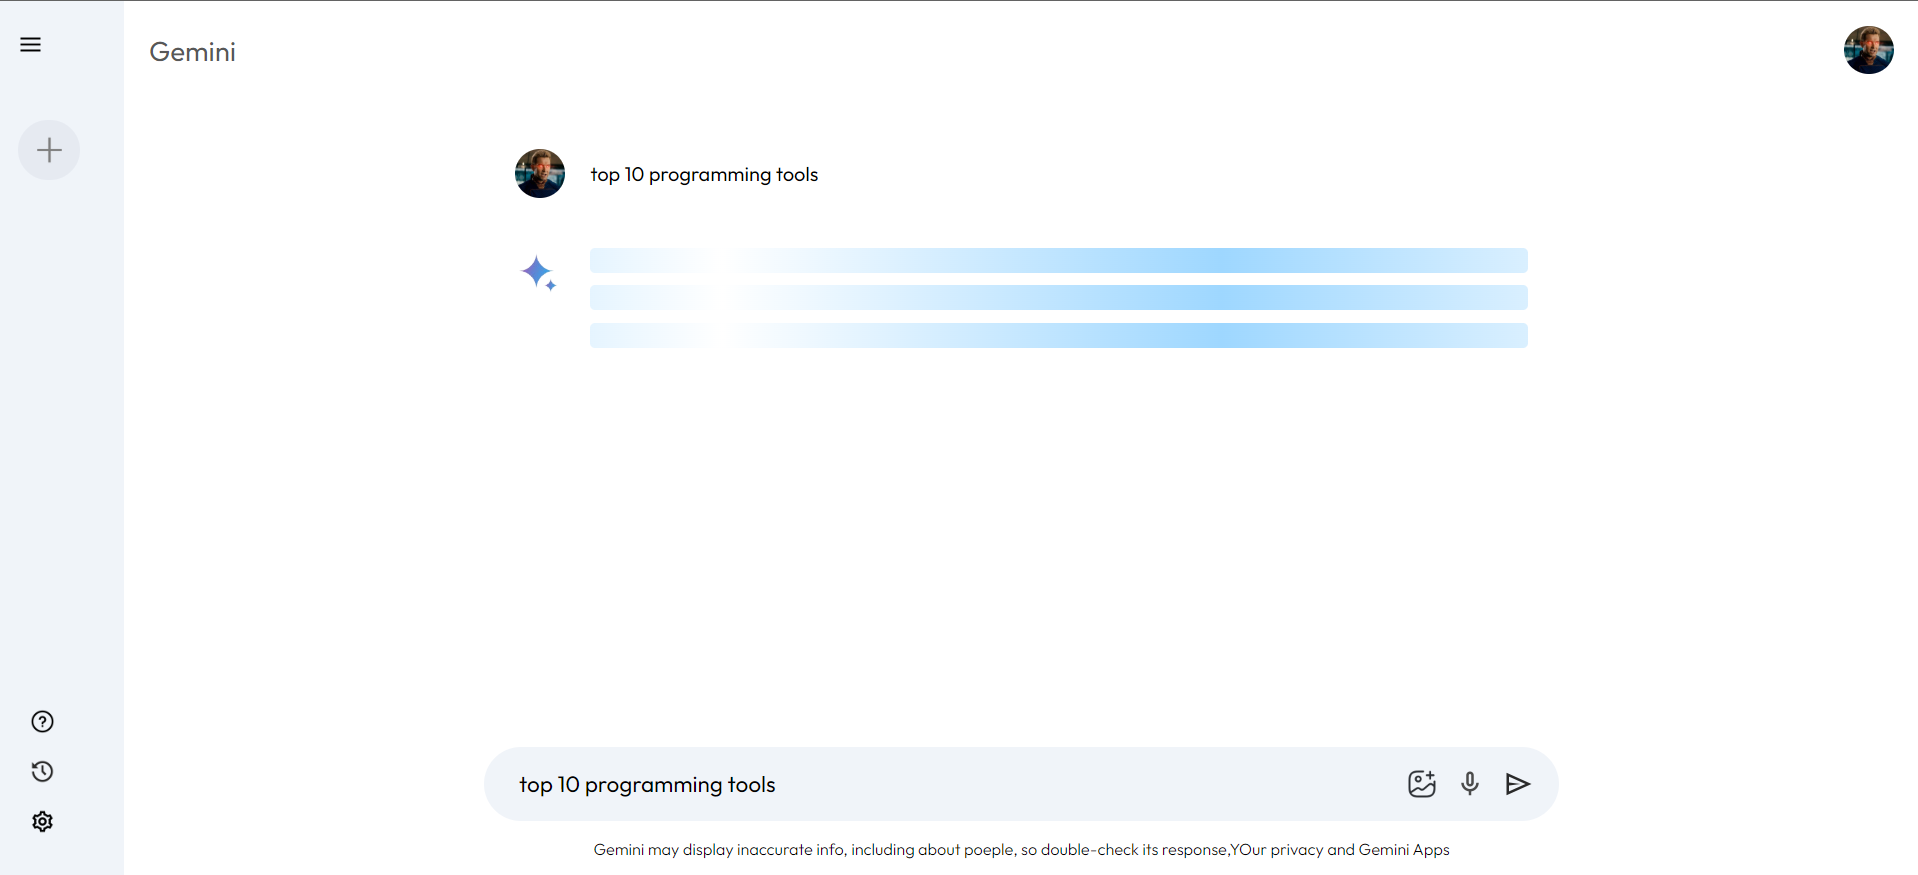 Gemini
top 10 programming tools
top 10 programming tools
Gemini may display inaccurate info, including about poeple, so double-check its response,YOur privacy and Gemini Apps